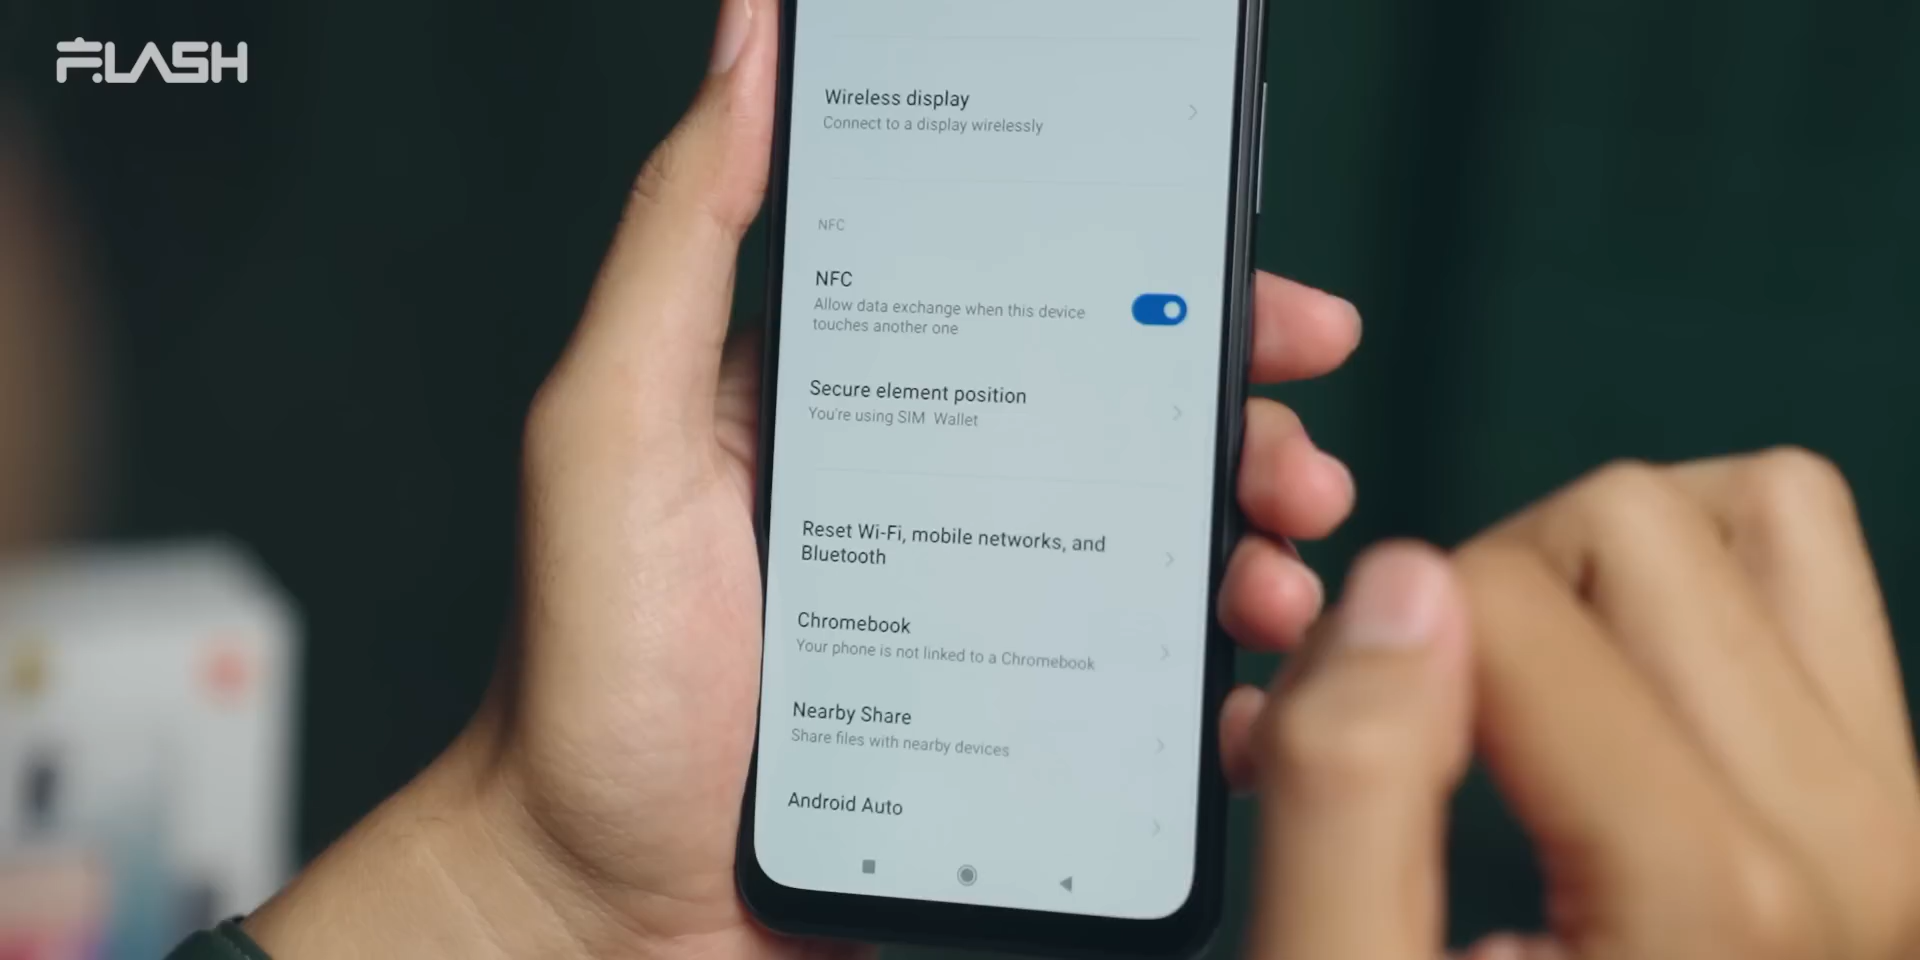 FLASH
Wireless display
Connect to a display wirelessly
NFC
NFC
Allow data exchange when this device
touches another one
Secure element position
You're using SIM Wallet
Reset Wi-Fi, mobile networks, and
Bluetooth
Chromebook
Your phone is not linked to a Chromebook
Nearby Share
Share files with nearby devices
Android Auto